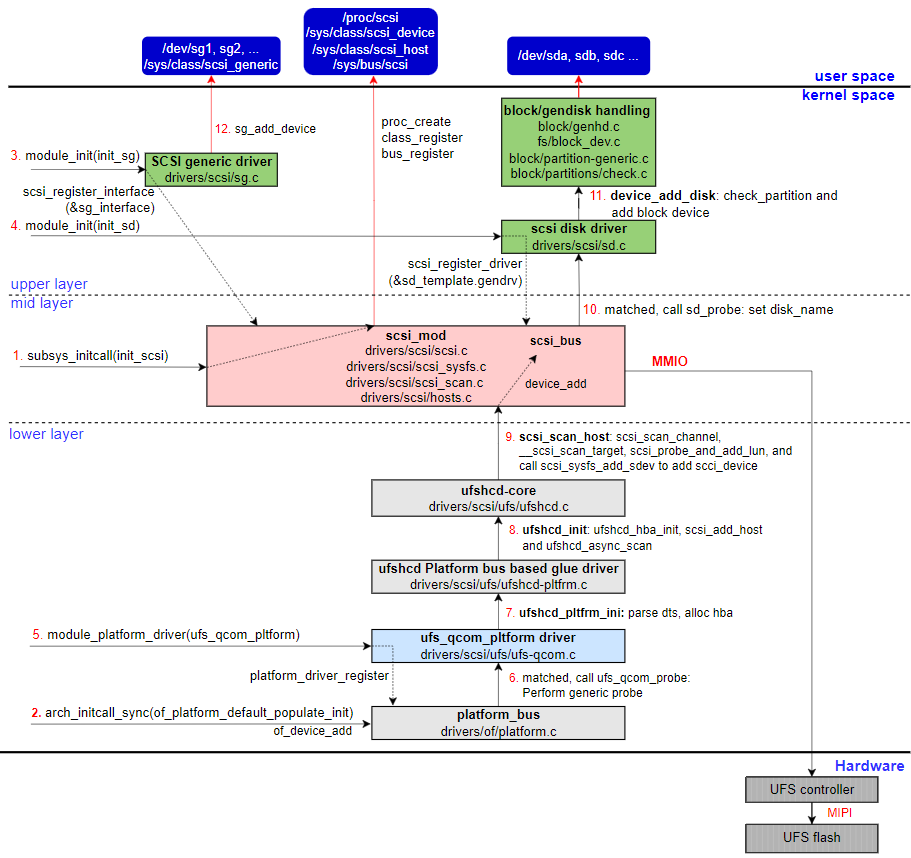 /proc/scsi
/sys/class/scsi_device
/sys/class/scsi_host
/sys/bus/scsi
/dev/sg1, sg2, ...
/sys/class/scsi_generic
/dev/sda, sdb, sdc ...
user space
kernel space
block/gendisk handling
block/genhd.c
fs/block_dev.c
block/partition-generic.c
block/partitions/check.c
12. sg_add_device
proc_create
class_register
bus_register
3. module_init(init_sg)
SCSI generic driver
drivers/scsi/sg.c
scsi_register_interface
(&sg_interface)
11. device_add_disk: check_partition and
add block device
4. module_init(init_sd)
scsi disk driver
drivers/scsi/sd.c
scsi_register_driver
(&sd_template.gendrv)
upper layer
mid layer
10. matched, call sd_probe: set disk_name
scsi_mod
drivers/scsi/scsi.c
drivers/scsi/scsi_sysfs.c
drivers/scsi/scsi_scan.c
drivers/scsi/hosts.c
scsi_bus
device_add
1. subsys_initcall(init_scsi)
MMIO
lower layer
9. scsi_scan_host: scsi_scan_channel,
__scsi_scan_target, scsi_probe_and_add_lun, and
call scsi_sysfs_add_sdev to add scci_device
ufshcd-core
drivers/scsi/ufs/ufshcd.c
8. ufshcd_init: ufshcd_hba_init, scsi_add_host
and ufshcd_async_scan
ufshcd Platform bus based glue driver
drivers/scsi/ufs/ufshcd-pltfrm.c
7. ufshcd_pltfrm_ini: parse dts, alloc hba
5. module_platform_driver(ufs_qcom_pltform)
ufs_qcom_pltform driver
drivers/scsi/ufs/ufs-qcom.c
platform_driver_register
6. matched, call ufs_qcom_probe:
Perform generic probe
2. arch_initcall_sync(of_platform_default_populate_init)
of_device_add
platform_bus
drivers/of/platform.c
Hardware
UFS controller
MIPI
UFS flash